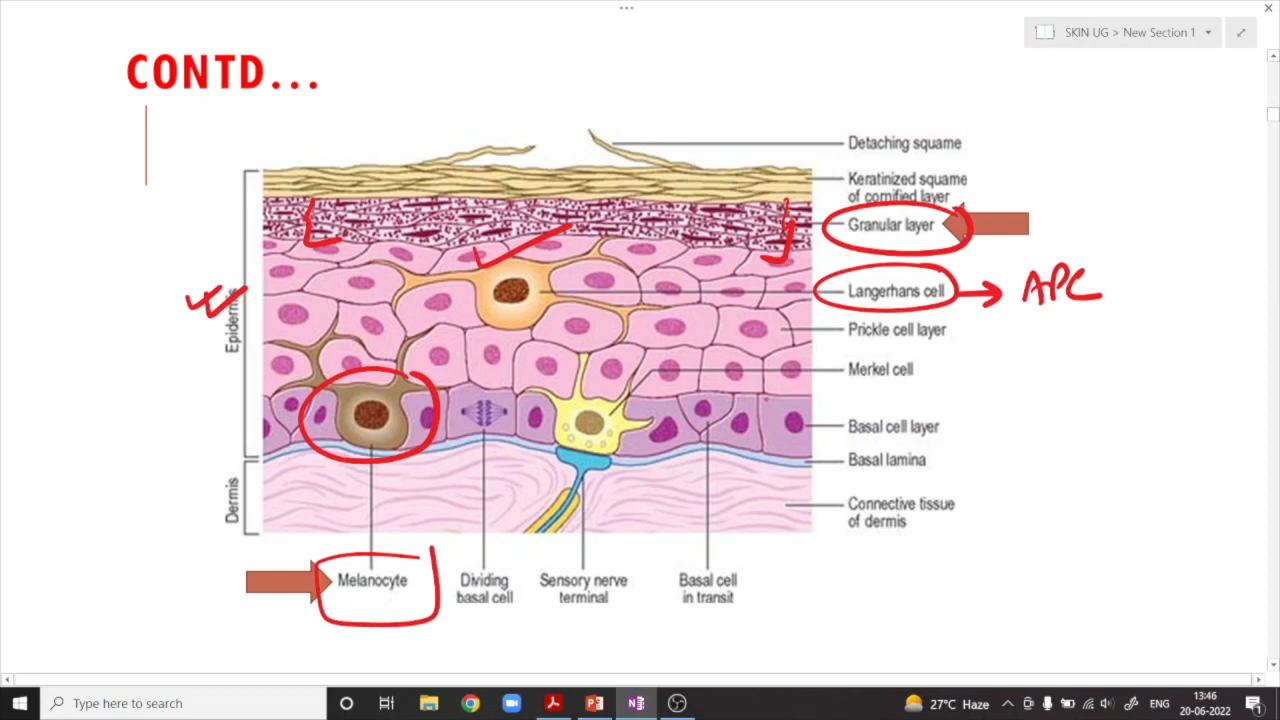 SKIN UG > New Section 1
CONTD...
Detaching squame
Keratinized squame
of cornified layer
Granular layer
Langerhans cell
APC
Prickle cell layer
Merkel cell
Basal cell layer
Basal lamina
Connective tissue
of dermis
Epidermis
Dermis
Melanocyte
Dividing
basal cell
Sensory nerve
terminal
Basal cell
in transit
Type here to search
27°C Haze
ENG
13:46
20-06-2022
1